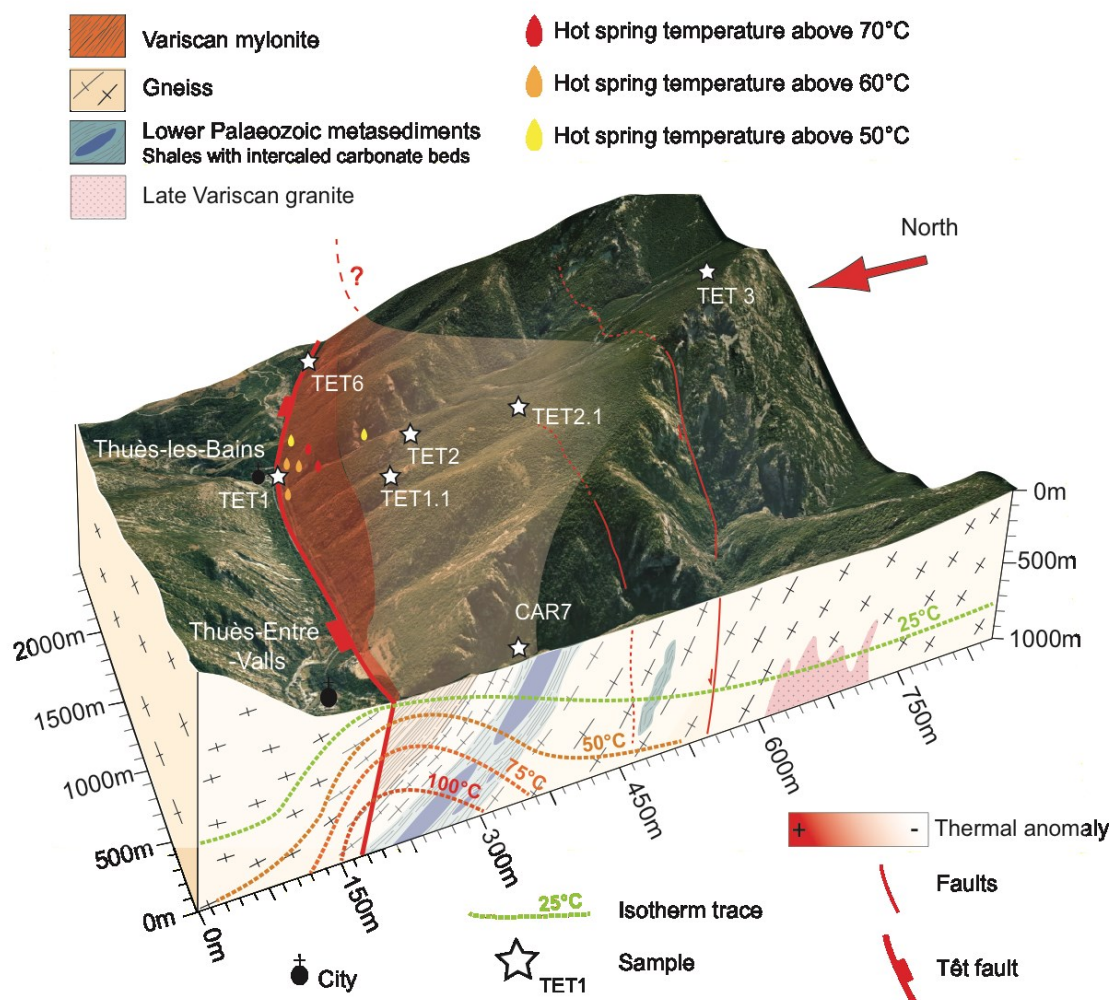 Variscan mylonite
Gneiss
Lower Palaeozoic metasediments
Shales with intercaled carbonate beds
Late Variscan granite
Hot spring temperature above 70°C
Hot spring temperature above 60°C
Hot spring temperature above 50°C
North
?
TET 3
TET6
TET2.1
Thuès-les-Bains
TET2
TET1
TET1.1
0m
500m
1000m
CAR7
Thuès-Entre
-Valls
25°C
2000m
1500m
1000m
500m
0m
50°C
75°C
100°C
0m
150m
300m
450m
600m
750m
+
-
Thermal anomaly
Faults
Têt fault
25°C
Isotherm trace
City
TET1
Sample